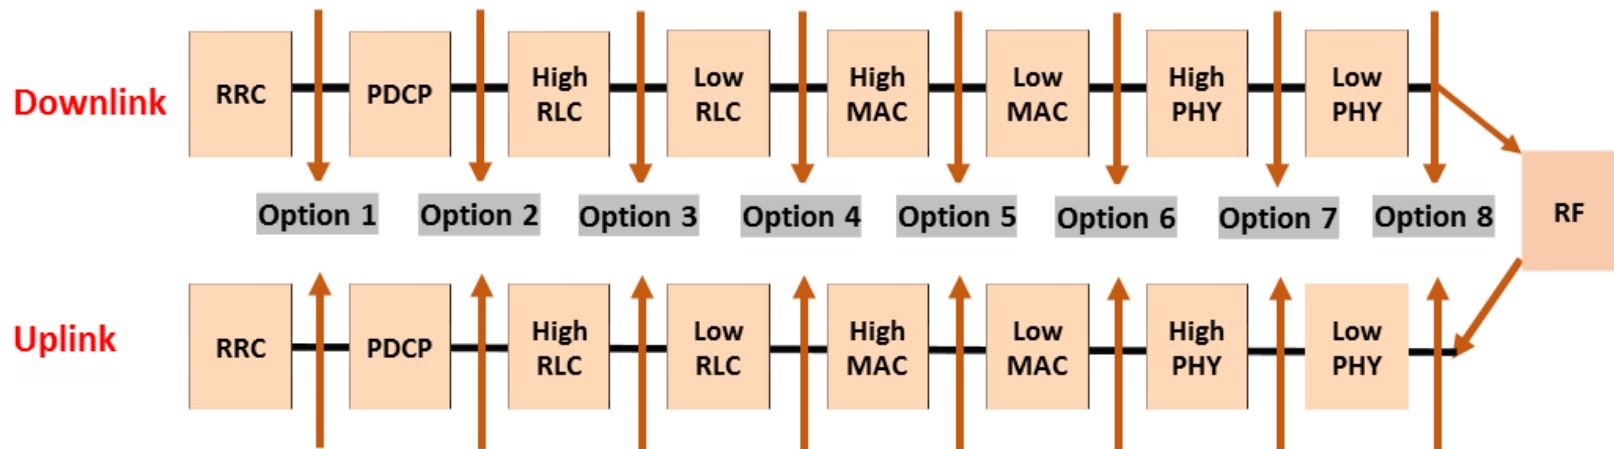 Downlink
RRC
PDCP
High
RLC
Low
RLC
High
MAC
Low
MAC
High
PHY
Low
PHY
Option 1
Option 2
Option 3
Option 4
Option 5
Option 6
Option 7
Option 8
RF
Uplink
RRC
PDCP
High
RLC
Low
RLC
High
MAC
Low
MAC
High
PHY
Low
PHY